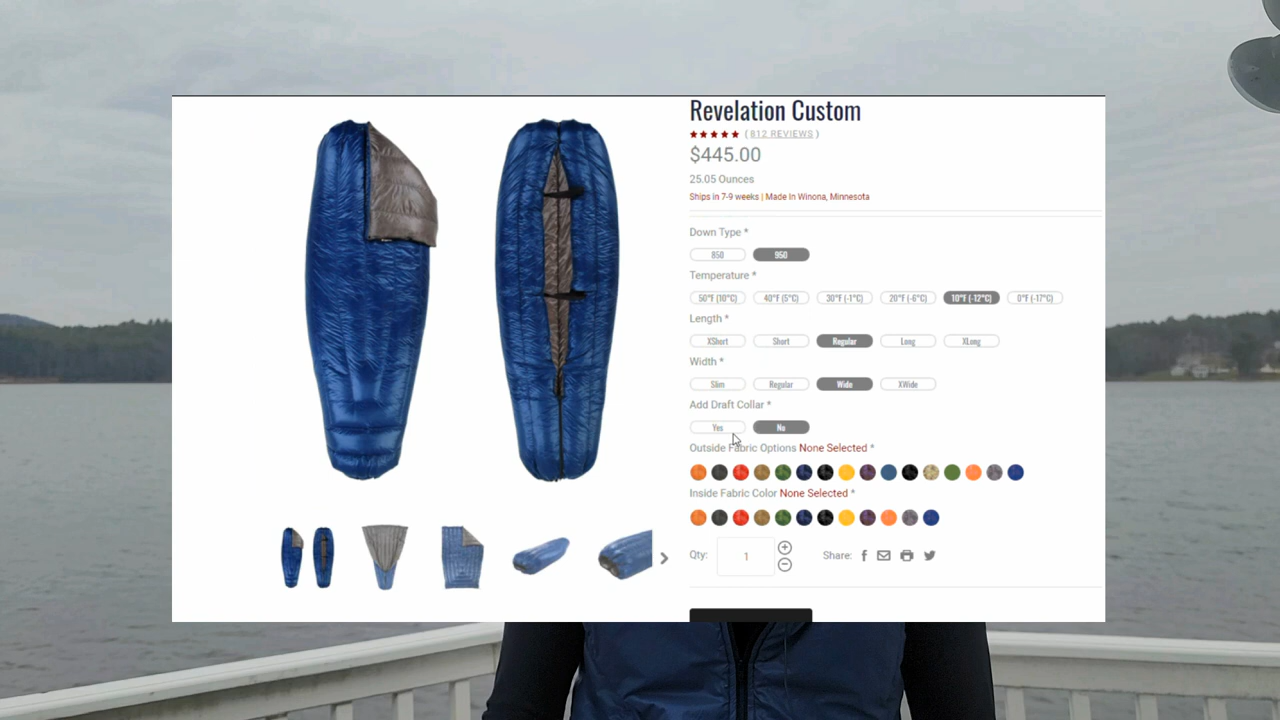 Revelation Custom
( 812 REVIEWS )
$445.00
25.05 Ounces
Ships in 7-9 weeks | Made In Winona, Minnesota
Down Type *
850 950
Temperature *
50°F (10°C) 40°F (5°C) 30°F (-1°C) 20°F (-6°C) 10°F (-12°C) 0°F (-17°C)
Length *
XShort Short Regular Long XLong
Width *
Slim Regular Wide XWide
Add Draft Collar *
Yes No
Outside Fabric Options None Selected *
Inside Fabric Color None Selected *
Qty: 1 Share: